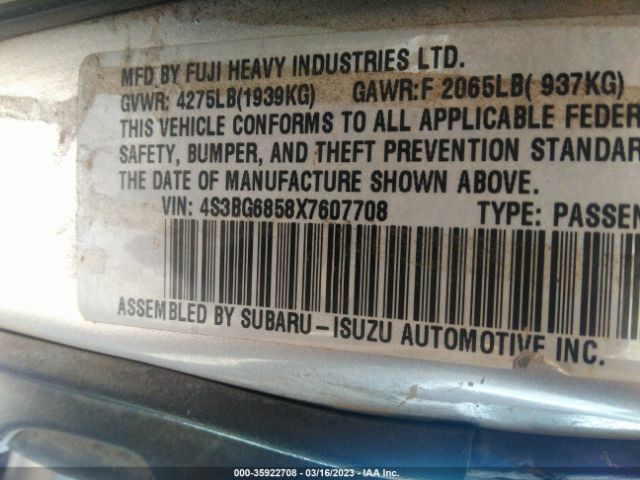 MFD BY FUJI HEAVY INDUSTRIES LTD.
GVWR: 4275LB(1939KG) GAWR:F 2065LB( 937KG)
THIS VEHICLE CONFORMS TO ALL APPLICABLE FEDER
SAFETY, BUMPER, AND THEFT PREVENTION STANDAR
THE DATE OF MANUFACTURE SHOWN ABOVE.
VIN: 4S3BG6858X7607708 TYPE: PASSEN
ASSEMBLED BY SUBARU-ISUZU AUTOMOTIVE INC.
000-35922708 - 03/16/2023 - IAA Inc.